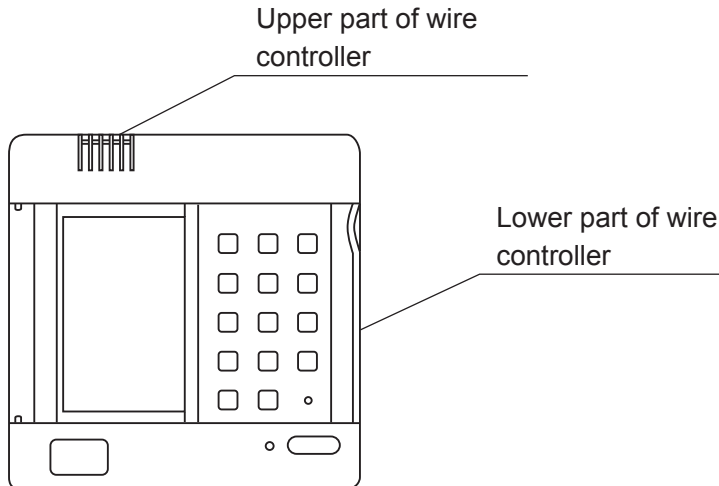 Upper part of wire
controller
Lower part of wire
controller